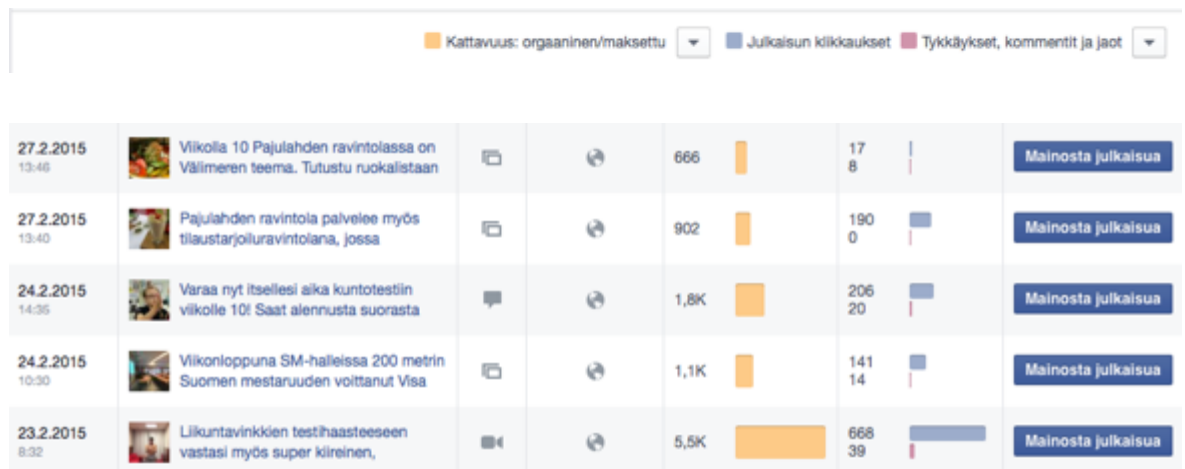 Kattavuus: orgaaninen/maksettu Julkaisun klikkaukset Tykkäykset, kommentit ja jaot
27.2.2015 Viikolla 10 Pajulahden ravintolassa on 666 17 Mainosta julkaisua
13:46 Välimeren teema. Tutustu ruokalistaan 8
27.2.2015 Pajulahden ravintola palvelee myös 902 190 Mainosta julkaisua
13:40 tilaustarjoiluravintolana, jossa 0
24.2.2015 Varaa nyt itsellesi aika kuntotestiin 1,8K 206 Mainosta julkaisua
14:35 viikolle 10! Saat alennusta suorasta 20
24.2.2015 Viikonloppuna SM-halleissa 200 metrin 1,1K 141 Mainosta julkaisua
10:30 Suomen mestaruuden voittanut Visa 14
23.2.2015 Liikuntavinkkien testihaasteeseen 5,5K 668 Mainosta julkaisua
8:32 vastasi myös super kiireinen, 39